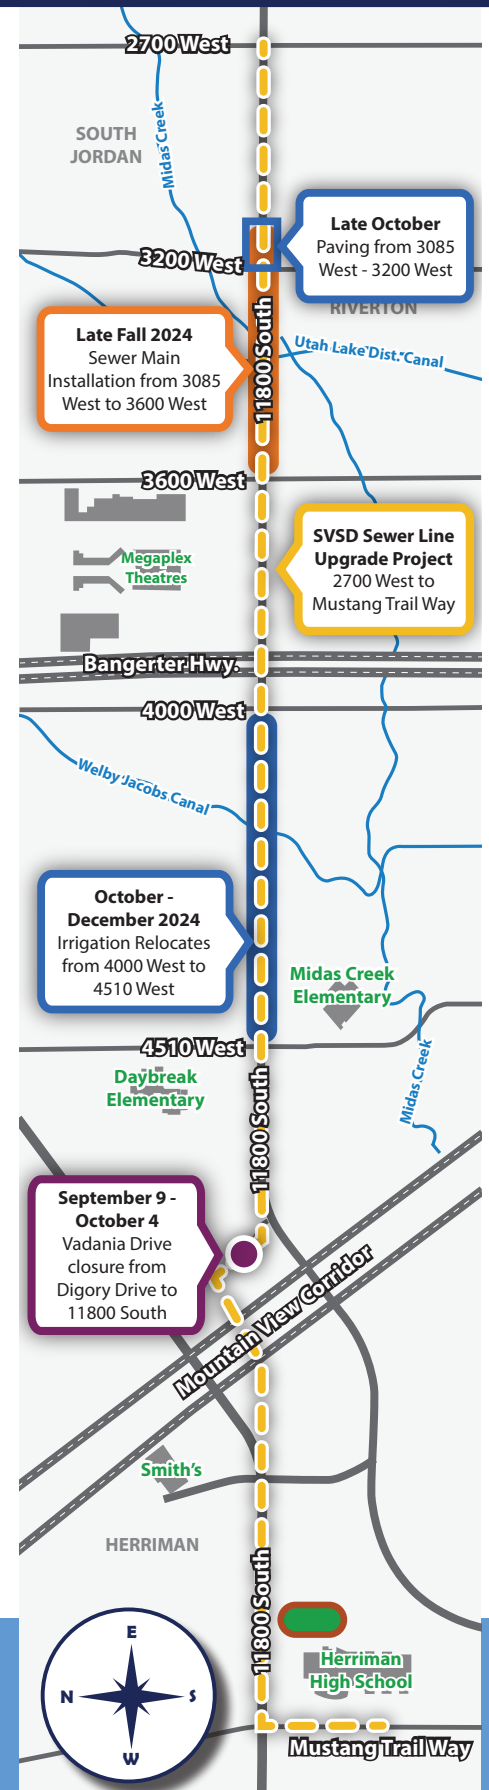 2700 West
Midas Creek
SOUTH
JORDAN
Late October
Paving from 3085
West - 3200 West
3200 West
RIVERTON
Late Fall 2024
Sewer Main
Installation from 3085
West to 3600 West
11800 South
Utah Lake Dist. Canal
3600 West
Megaplex
Theatres
SVSD Sewer Line
Upgrade Project
2700 West to
Mustang Trail Way
Bangerter Hwy.
4000 West
Welby Jacobs Canal
October -
December 2024
Irrigation Relocates
from 4000 West to
4510 West
Midas Creek
Elementary
4510 West
Daybreak
Elementary
Midas Creek
11800 South
September 9 -
October 4
Vadania Drive
closure from
Digory Drive to
11800 South
Mountain View Corridor
Smith's
HERRIMAN
11800 South
E
N
S
W
Herriman
High School
Mustang Trail Way